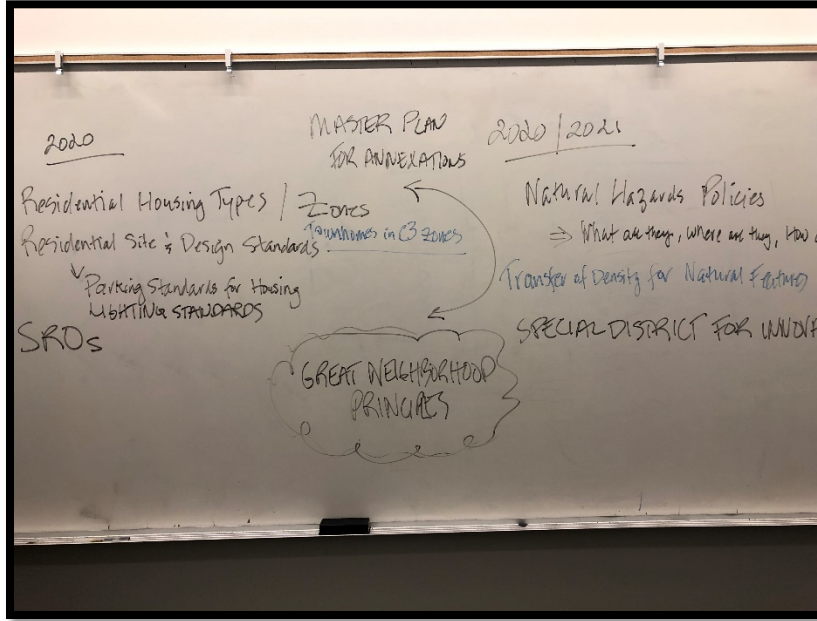 2020
Residential Housing Types / Zones
Residential Site & Design Standards
Townhomes in C3 zones
Parking Standards for Housing
LIGHTING STANDARDS
SROs
MASTER PLAN
FOR ANNEXATIONS
GREAT NEIGHBORHOOD
PRINCIPLES
2020/2021
Natural Hazards Policies
⇒ What are they, where are they, How
Transfer of Density for Natural Features
SPECIAL DISTRICT FOR